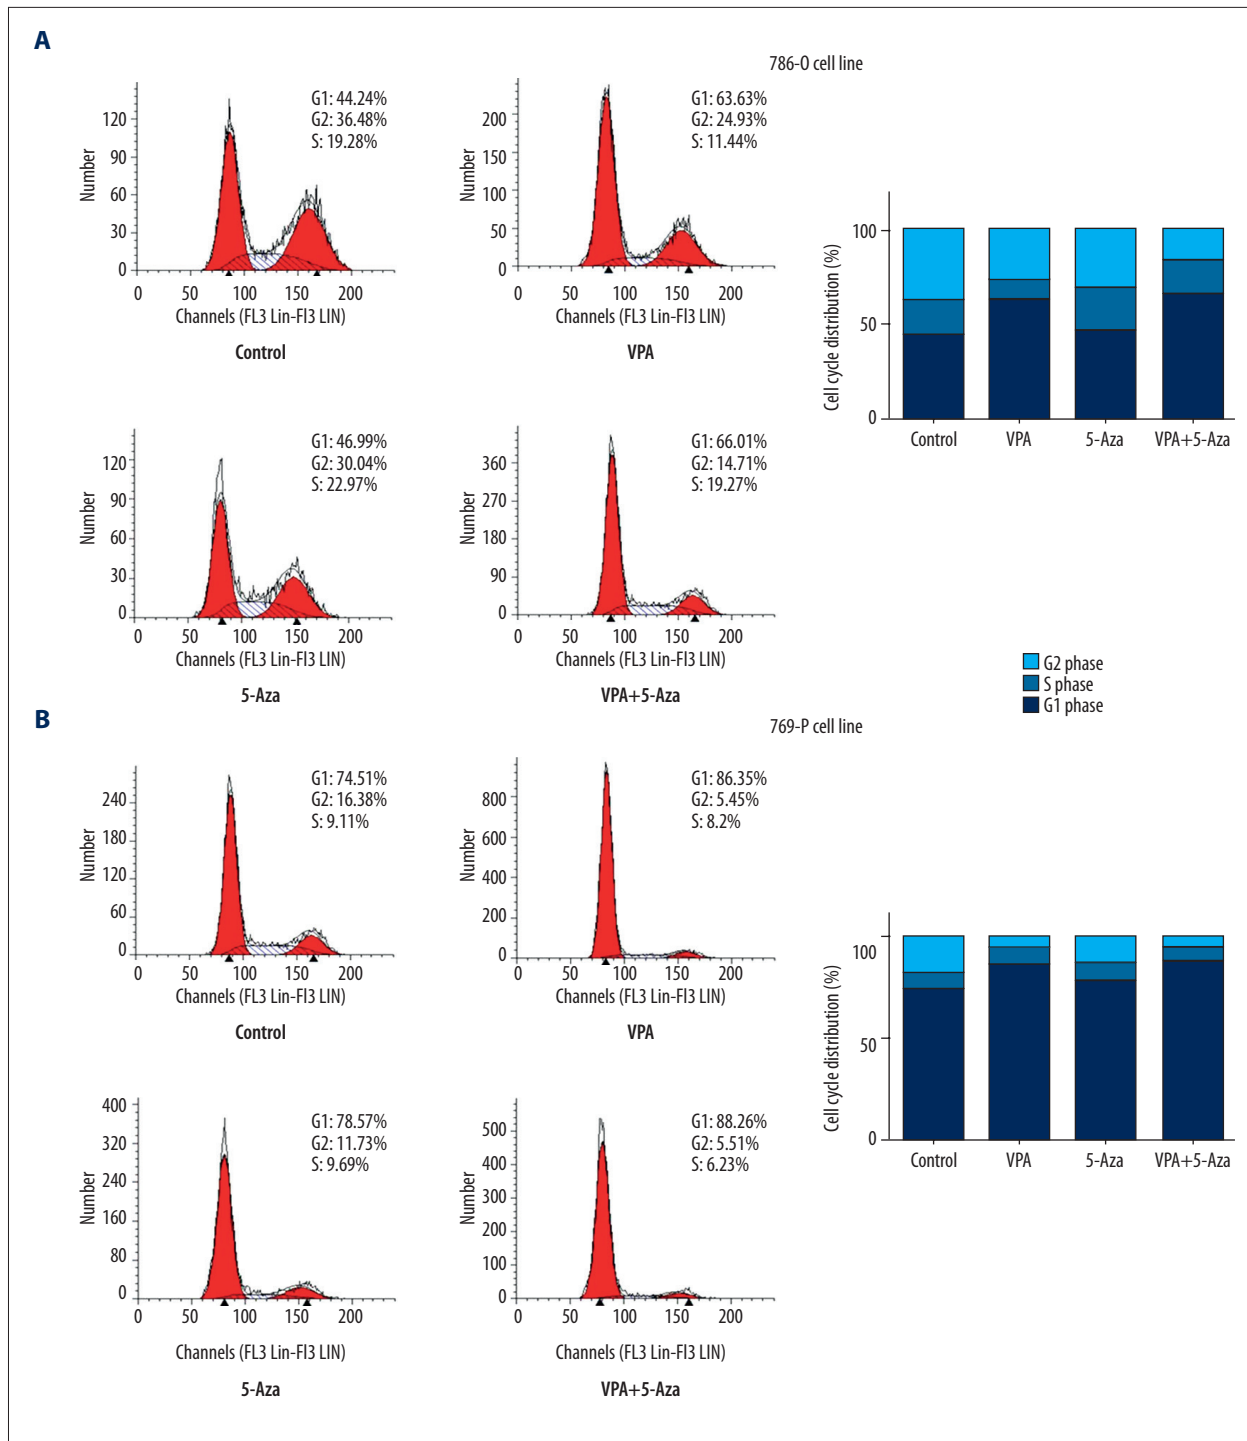 A
786-O cell line
G1: 44.24%
G2: 36.48%
S: 19.28%
Number
120
90
60
30
0
0 50 100 150 200
Channels (FL3 Lin-Fl3 LIN)
Control
G1: 63.63%
G2: 24.93%
S: 11.44%
Number
200
150
100
50
0
0 50 100 150 200
Channels (FL3 Lin-Fl3 LIN)
VPA
Cell cycle distribution (%)
100
50
0
Control VPA 5-Aza VPA+5-Aza
G1: 46.99%
G2: 30.04%
S: 22.97%
Number
120
90
60
30
0
0 50 100 150 200
Channels (FL3 Lin-Fl3 LIN)
5-Aza
G1: 66.01%
G2: 14.71%
S: 19.27%
Number
360
270
180
90
0
0 50 100 150 200
Channels (FL3 Lin-Fl3 LIN)
VPA+5-Aza
G2 phase
S phase
G1 phase
B
769-P cell line
G1: 74.51%
G2: 16.38%
S: 9.11%
Number
240
180
120
60
0
0 50 100 150 200
Channels (FL3 Lin-Fl3 LIN)
Control
G1: 86.35%
G2: 5.45%
S: 8.2%
Number
800
600
400
200
0
0 50 100 150 200
Channels (FL3 Lin-Fl3 LIN)
VPA
Cell cycle distribution (%)
100
50
0
Control VPA 5-Aza VPA+5-Aza
G1: 78.57%
G2: 11.73%
S: 9.69%
Number
400
320
240
160
80
0
0 50 100 150 200
Channels (FL3 Lin-Fl3 LIN)
5-Aza
G1: 88.26%
G2: 5.51%
S: 6.23%
Number
500
400
300
200
100
0
0 50 100 150 200
Channels (FL3 Lin-Fl3 LIN)
VPA+5-Aza